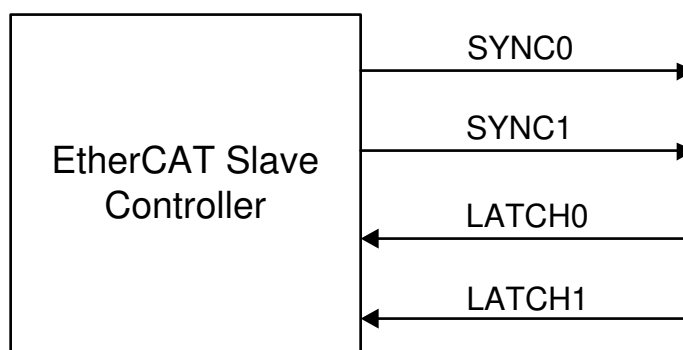 EtherCAT Slave
Controller
SYNC0
SYNC1
LATCH0
LATCH1